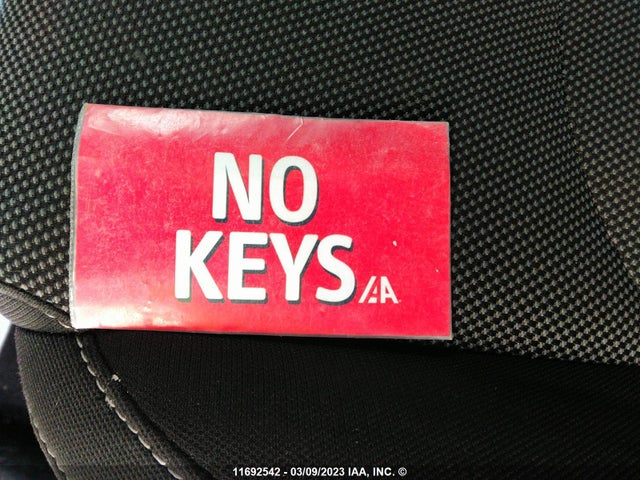 NO
KEYS IAA
11692542 - 03/09/2023 IAA, INC. ©